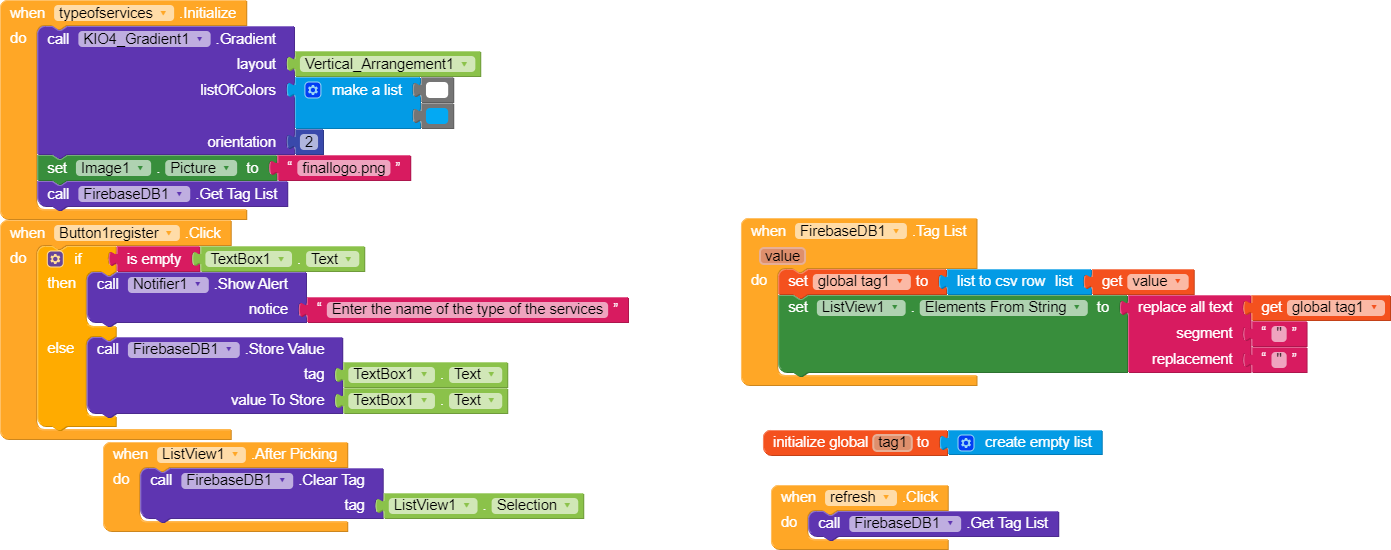 when typeofservices .Initialize
do call KIO4_Gradient1 .Gradient
layout Vertical_Arrangement1
listOfColors make a list
orientation 2
set Image1 . Picture to “ finallogo.png ”
call FirebaseDB1 .Get Tag List
when Button1register .Click
do if is empty TextBox1 . Text
then call Notifier1 .Show Alert
notice “ Enter the name of the type of the services ”
else call FirebaseDB1 .Store Value
tag TextBox1 . Text
value To Store TextBox1 . Text
when ListView1 .After Picking
do call FirebaseDB1 .Clear Tag
tag ListView1 . Selection
when FirebaseDB1 .Tag List
value
do set global tag1 to list to csv row list get value
set ListView1 . Elements From String to replace all text get global tag1
segment “ " ”
replacement “ " ”
initialize global tag1 to create empty list
when refresh .Click
do call FirebaseDB1 .Get Tag List